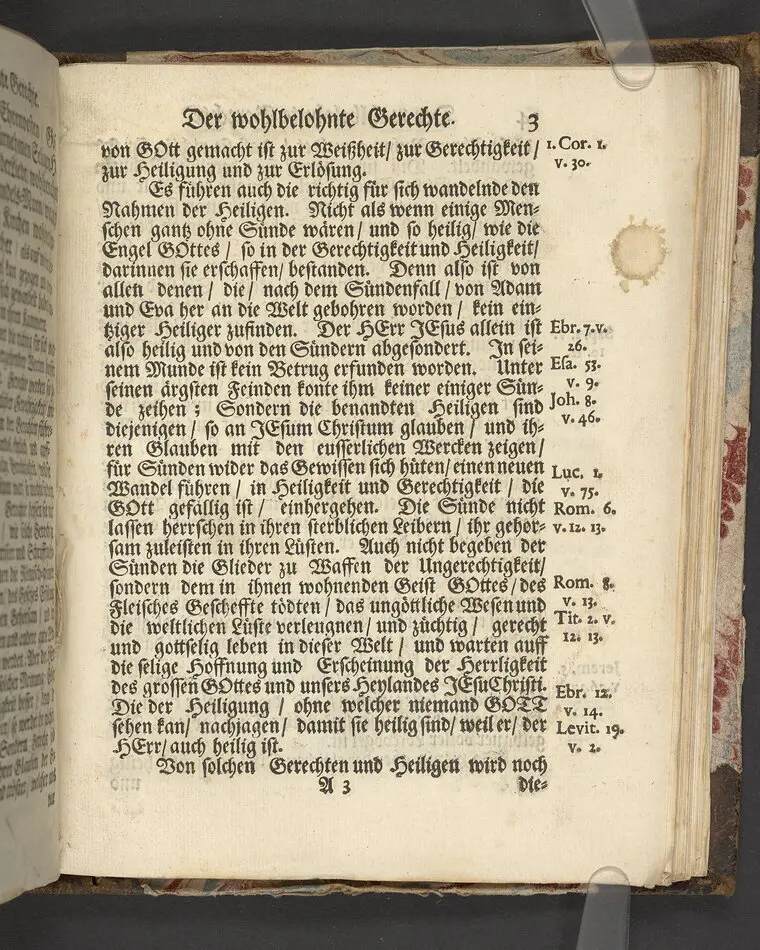 Der wohlbelohnte Gerechte. 3
von GOtt gemacht ist zur Weißheit/ zur Gerechtigkeit/
zur Heiligung und zur Erlösung.
Es führen auch die richtig für sich wandelnde den
Nahmen der Heiligen. Nicht als wenn einige Men-
schen gantz ohne Sünde wären/ und so heilig/ wie die
Engel GOttes/ so in der Gerechtigkeit und Heiligkeit/
darinnen sie erschaffen/ bestanden. Denn also ist von
allen denen/ die/ nach dem Sündenfall/ von Adam
und Eva her an die Welt gebohren worden/ kein ein-
tziger Heiliger zufinden. Der HErr JEsus allein ist
also heilig und von den Sündern abgesondert. In sei-
nem Munde ist kein Betrug erfunden worden. Unter
seinen ärgsten Feinden konte ihm keiner einiger Sün-
de zeihen; Sondern die benandten Heiligen sind
diejenigen/ so an JEsum Christum glauben/ und ih-
ren Glauben mit den eusserlichen Wercken zeigen/
für Sünden wider das Gewissen sich hüten/ einen neuen
Wandel führen/ in Heiligkeit und Gerechtigkeit/ die
GOtt gefällig ist/ einhergehen. Die Sünde nicht
lassen herrschen in ihren sterblichen Leibern/ ihr gehor-
sam zuleisten in ihren Lüsten. Auch nicht begeben der
Sünden die Glieder zu Waffen der Ungerechtigkeit/
sondern dem in ihnen wohnenden Geist GOttes/ des
Fleisches Gescheffte tödten/ das ungöttliche Wesen und
die weltlichen Lüste verleugnen/ und züchtig/ gerecht
und gottselig leben in dieser Welt/ und warten auff
die selige Hoffnung und Erscheinung der Herrligkeit
des grossen GOttes und unsers Heylandes JEsu Christi.
Die der Heiligung/ ohne welcher niemand GOTT
sehen kan/ nachjagen/ damit sie heilig sind/ weil er/ der
HErr/ auch heilig ist.
Von solchen Gerechten und Heiligen wird noch
A 3 die-
1. Cor. 1.
v. 30.
Ebr. 7. v.
26.
Esa. 53.
v. 9.
Joh. 8.
v. 46.
Luc. 1.
v. 75.
Rom. 6.
v. 12. 13.
Rom. 8.
v. 13.
Tit. 2. v.
12. 13.
Ebr. 12.
v. 14.
Levit. 19.
v. 2.